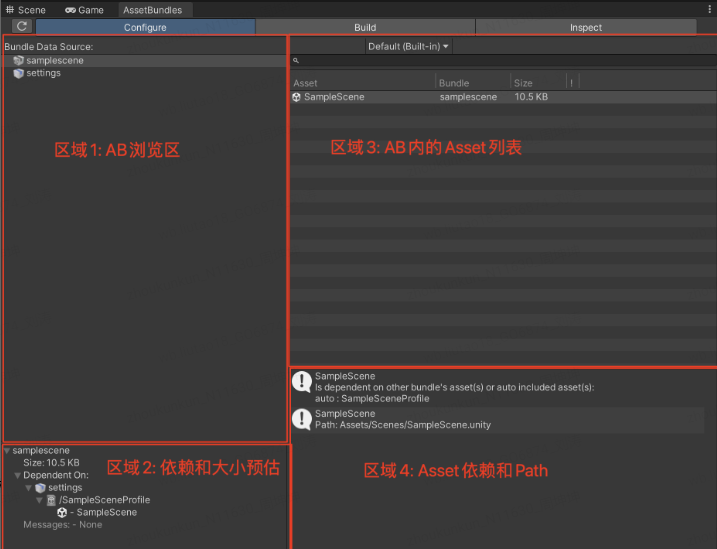 Scene Game AssetBundles
Configure Build Inspect
Bundle Data Source:
samplescene
settings
区域1: AB浏览区
Default (Built-in)
Asset Bundle Size !
SampleScene samplescene 10.5 KB
区域3: AB内的Asset列表
samplescene
Size: 10.5 KB
Dependent On:
settings
/SampleSceneProfile
- SampleScene
Messages: - None
区域2: 依赖和大小预估
SampleScene
Is dependent on other bundle's asset(s) or auto included asset(s):
auto : SampleSceneProfile
SampleScene
Path: Assets/Scenes/SampleScene.unity
区域4: Asset依赖和Path